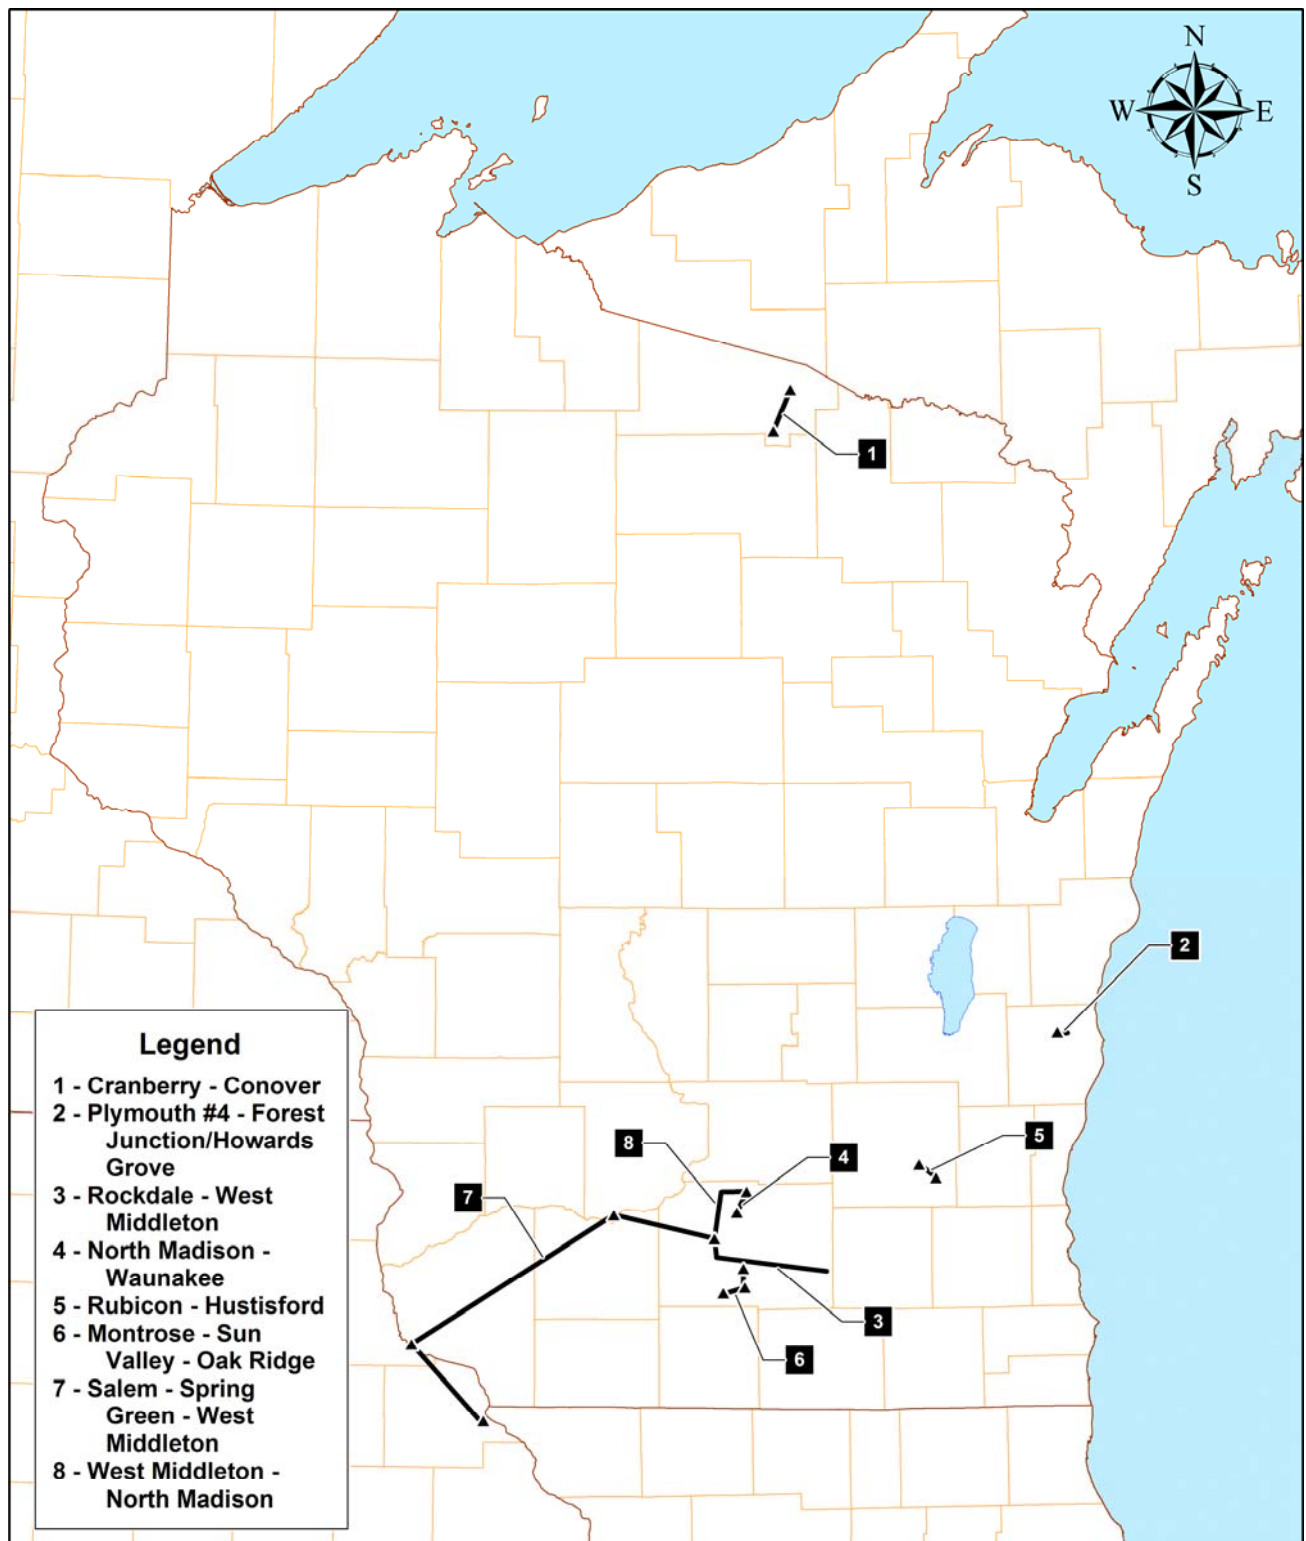 N
W E
S
1
2
5
8
4
7
3
6
Legend
1 - Cranberry - Conover
2 - Plymouth #4 - Forest
Junction/Howards
Grove
3 - Rockdale - West
Middleton
4 - North Madison -
Waunakee
5 - Rubicon - Hustisford
6 - Montrose - Sun
Valley - Oak Ridge
7 - Salem - Spring
Green - West
Middleton
8 - West Middleton -
North Madison